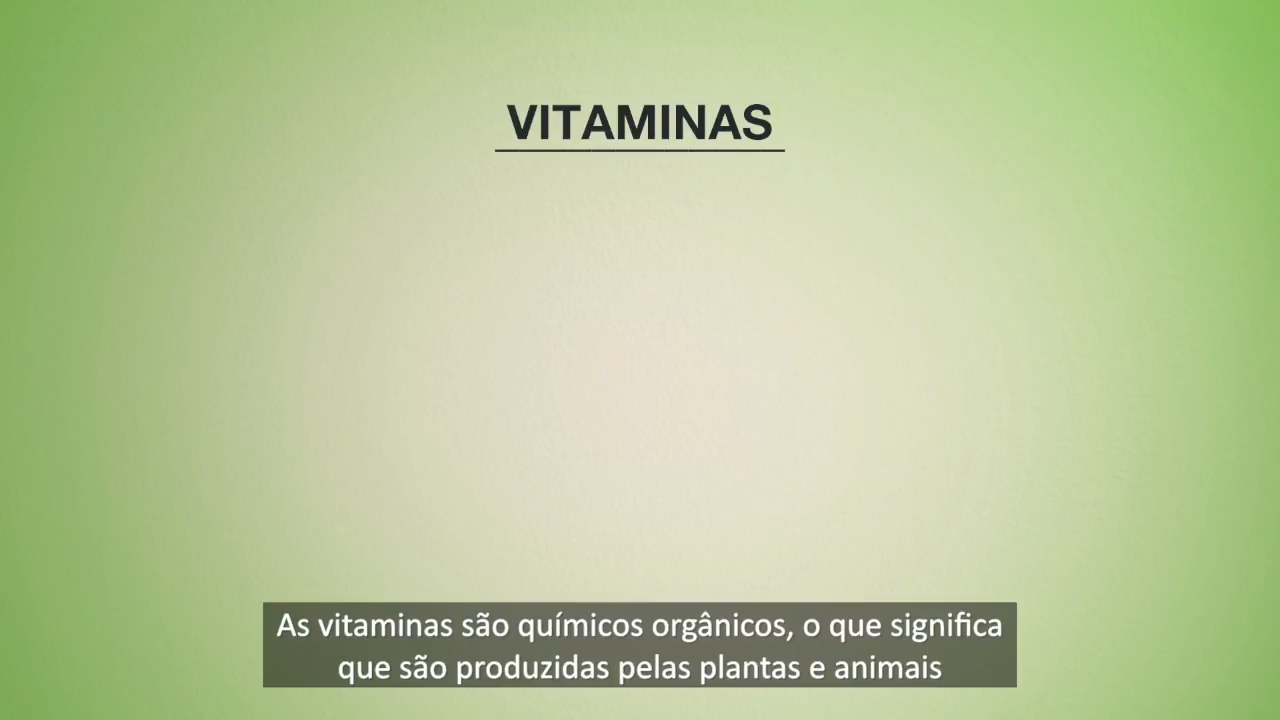 VITAMINAS
As vitaminas são químicos orgânicos, o que significa
que são produzidas pelas plantas e animais